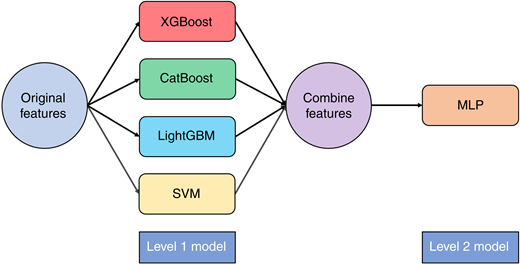 XGBoost
Original
features
CatBoost
LightGBM
SVM
Combine
features
MLP
Level 1 model
Level 2 model